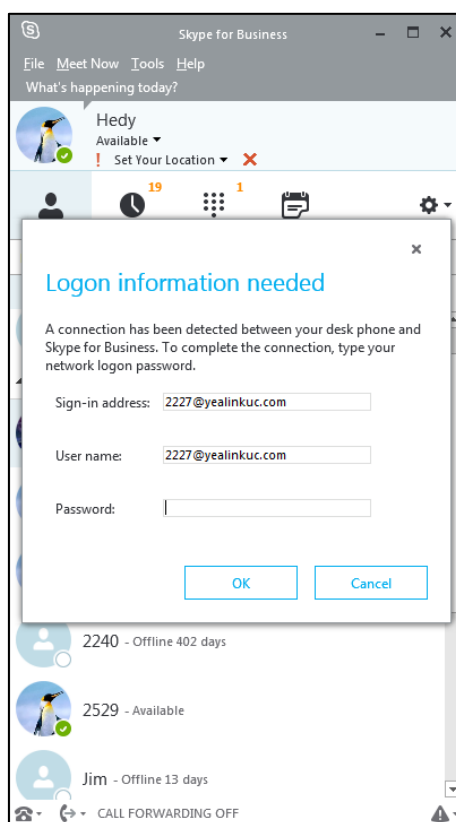 Skype for Business
File Meet Now Tools Help
What's happening today?
Hedy
Available
! Set Your Location
19
1
Logon information needed
A connection has been detected between your desk phone and
Skype for Business. To complete the connection, type your
network logon password.
Sign-in address: 2227@yealinkuc.com
User name: 2227@yealinkuc.com
Password:
OK Cancel
2240 - Offline 402 days
2529 - Available
Jim - Offline 13 days
CALL FORWARDING OFF